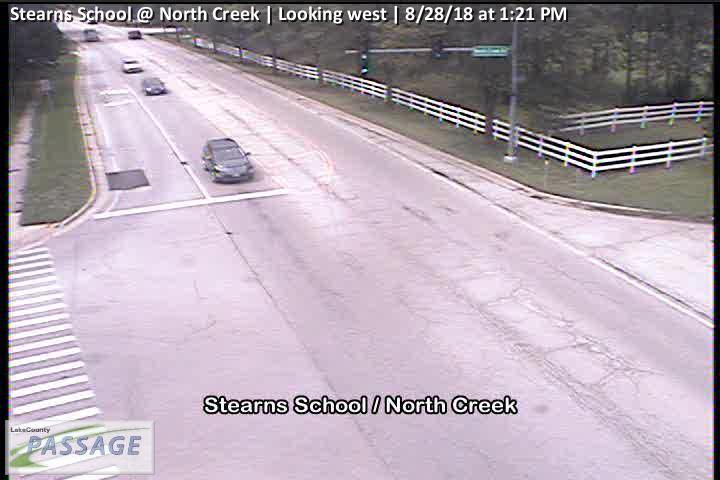 Stearns School @ North Creek | Looking west | 8/28/18 at 1:21 PM
Stearns School / North Creek
LakeCounty
PASSAGE